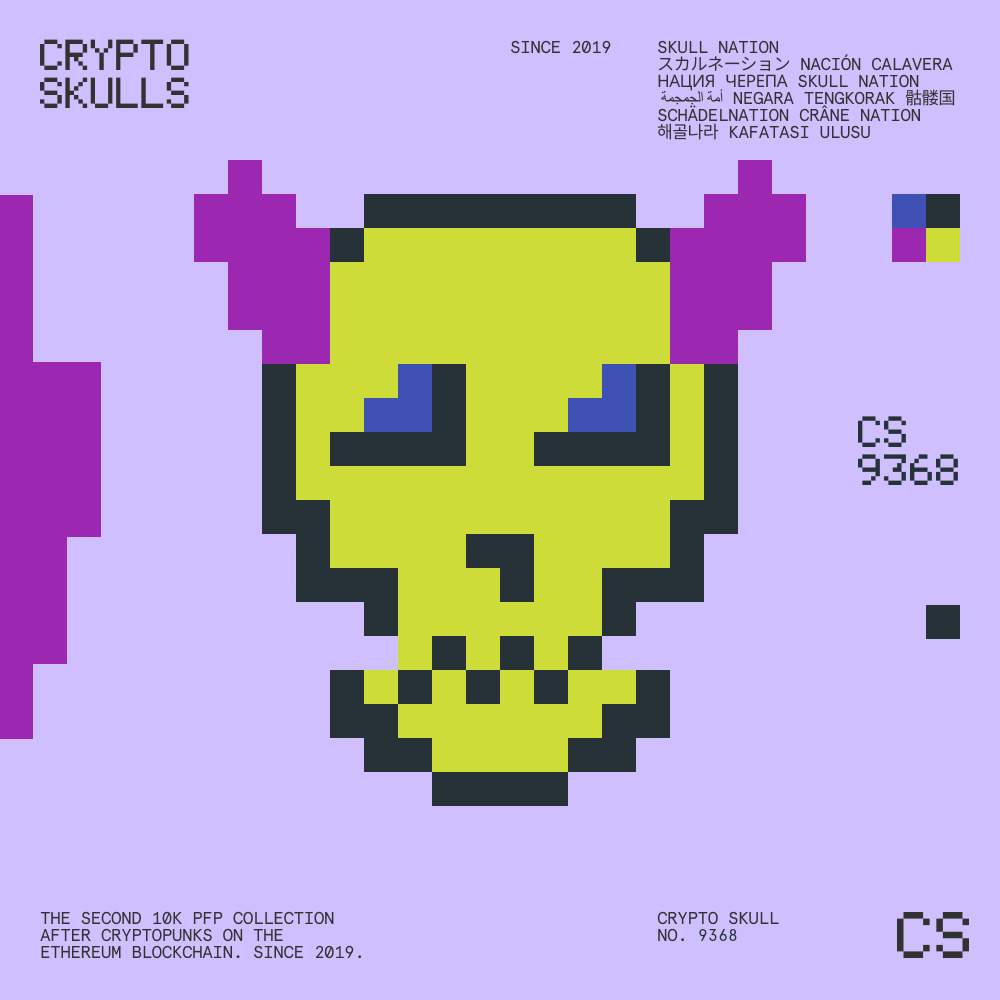 CRYPTO
SKULLS
SINCE 2019
SKULL NATION
スカルネーション NACIÓN CALAVERA
НАЦИЯ ЧЕРЕПА SKULL NATION
أمة الجمجمة NEGARA TENGKORAK 骷髅国
SCHÄDELNATION CRÂNE NATION
해골나라 KAFATASI ULUSU
CS
9368
THE SECOND 10K PFP COLLECTION
AFTER CRYPTOPUNKS ON THE
ETHEREUM BLOCKCHAIN. SINCE 2019.
CRYPTO SKULL
NO. 9368
CS